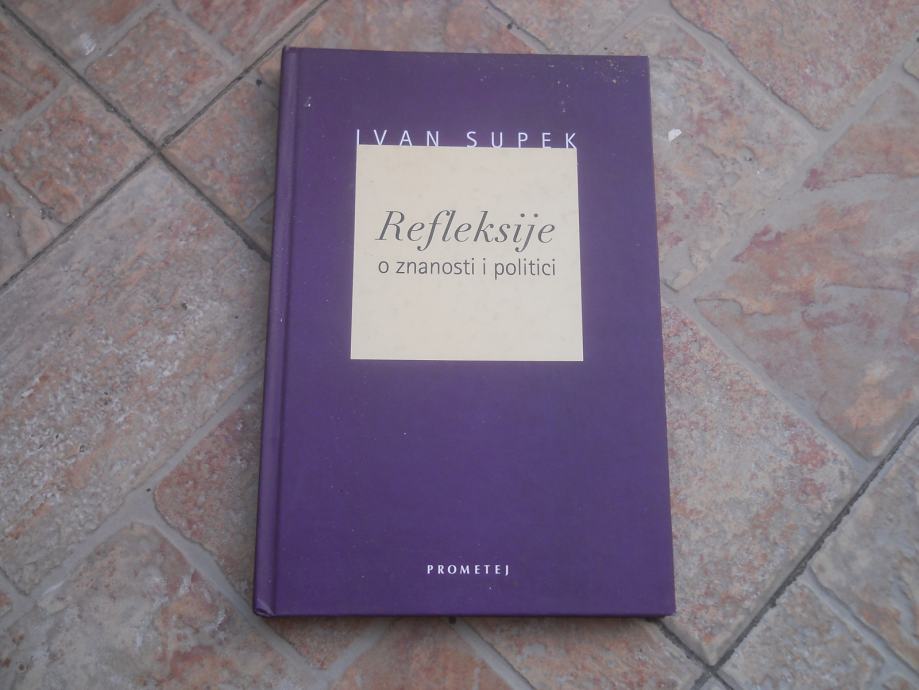 IVAN SUPEK
Refleksije
o znanosti i politici
PROMETEJ